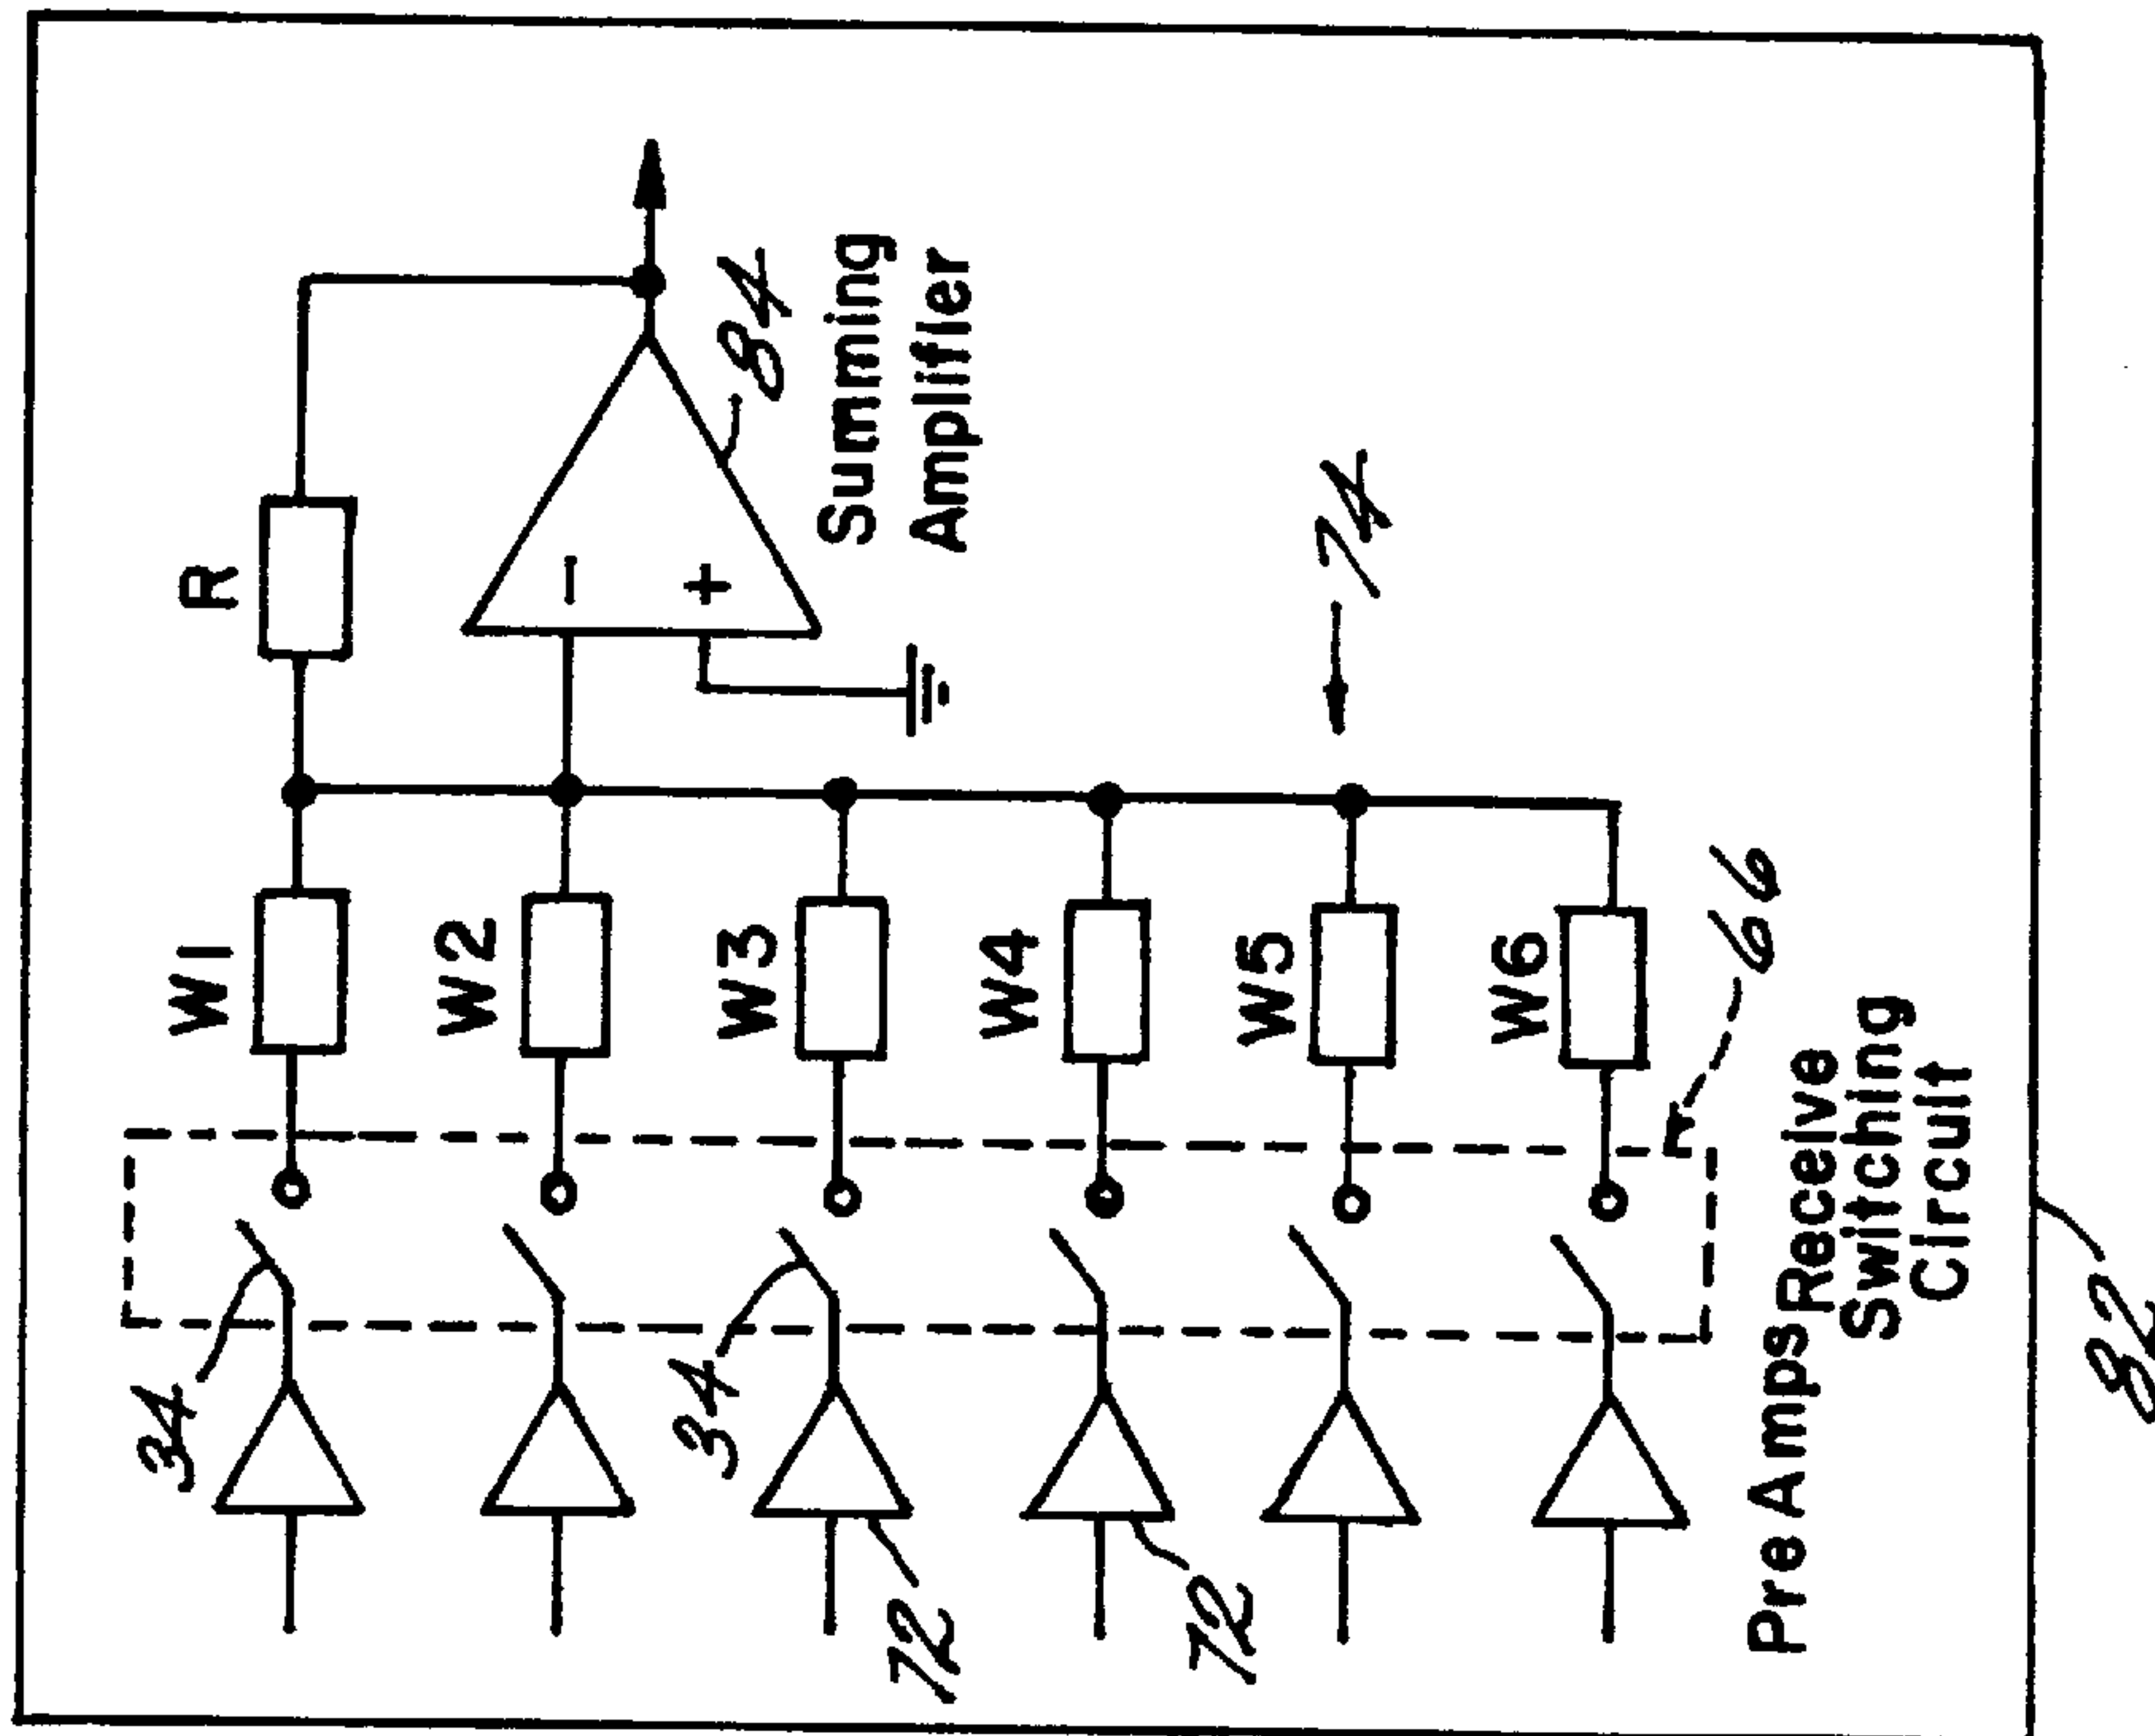 R
W1
W2
W3
W4
W5
W6
−
+
84
Summing
Amplifier
74
66
34
34
72
72
Pre Amps
Receive
Switching
Circuit
32